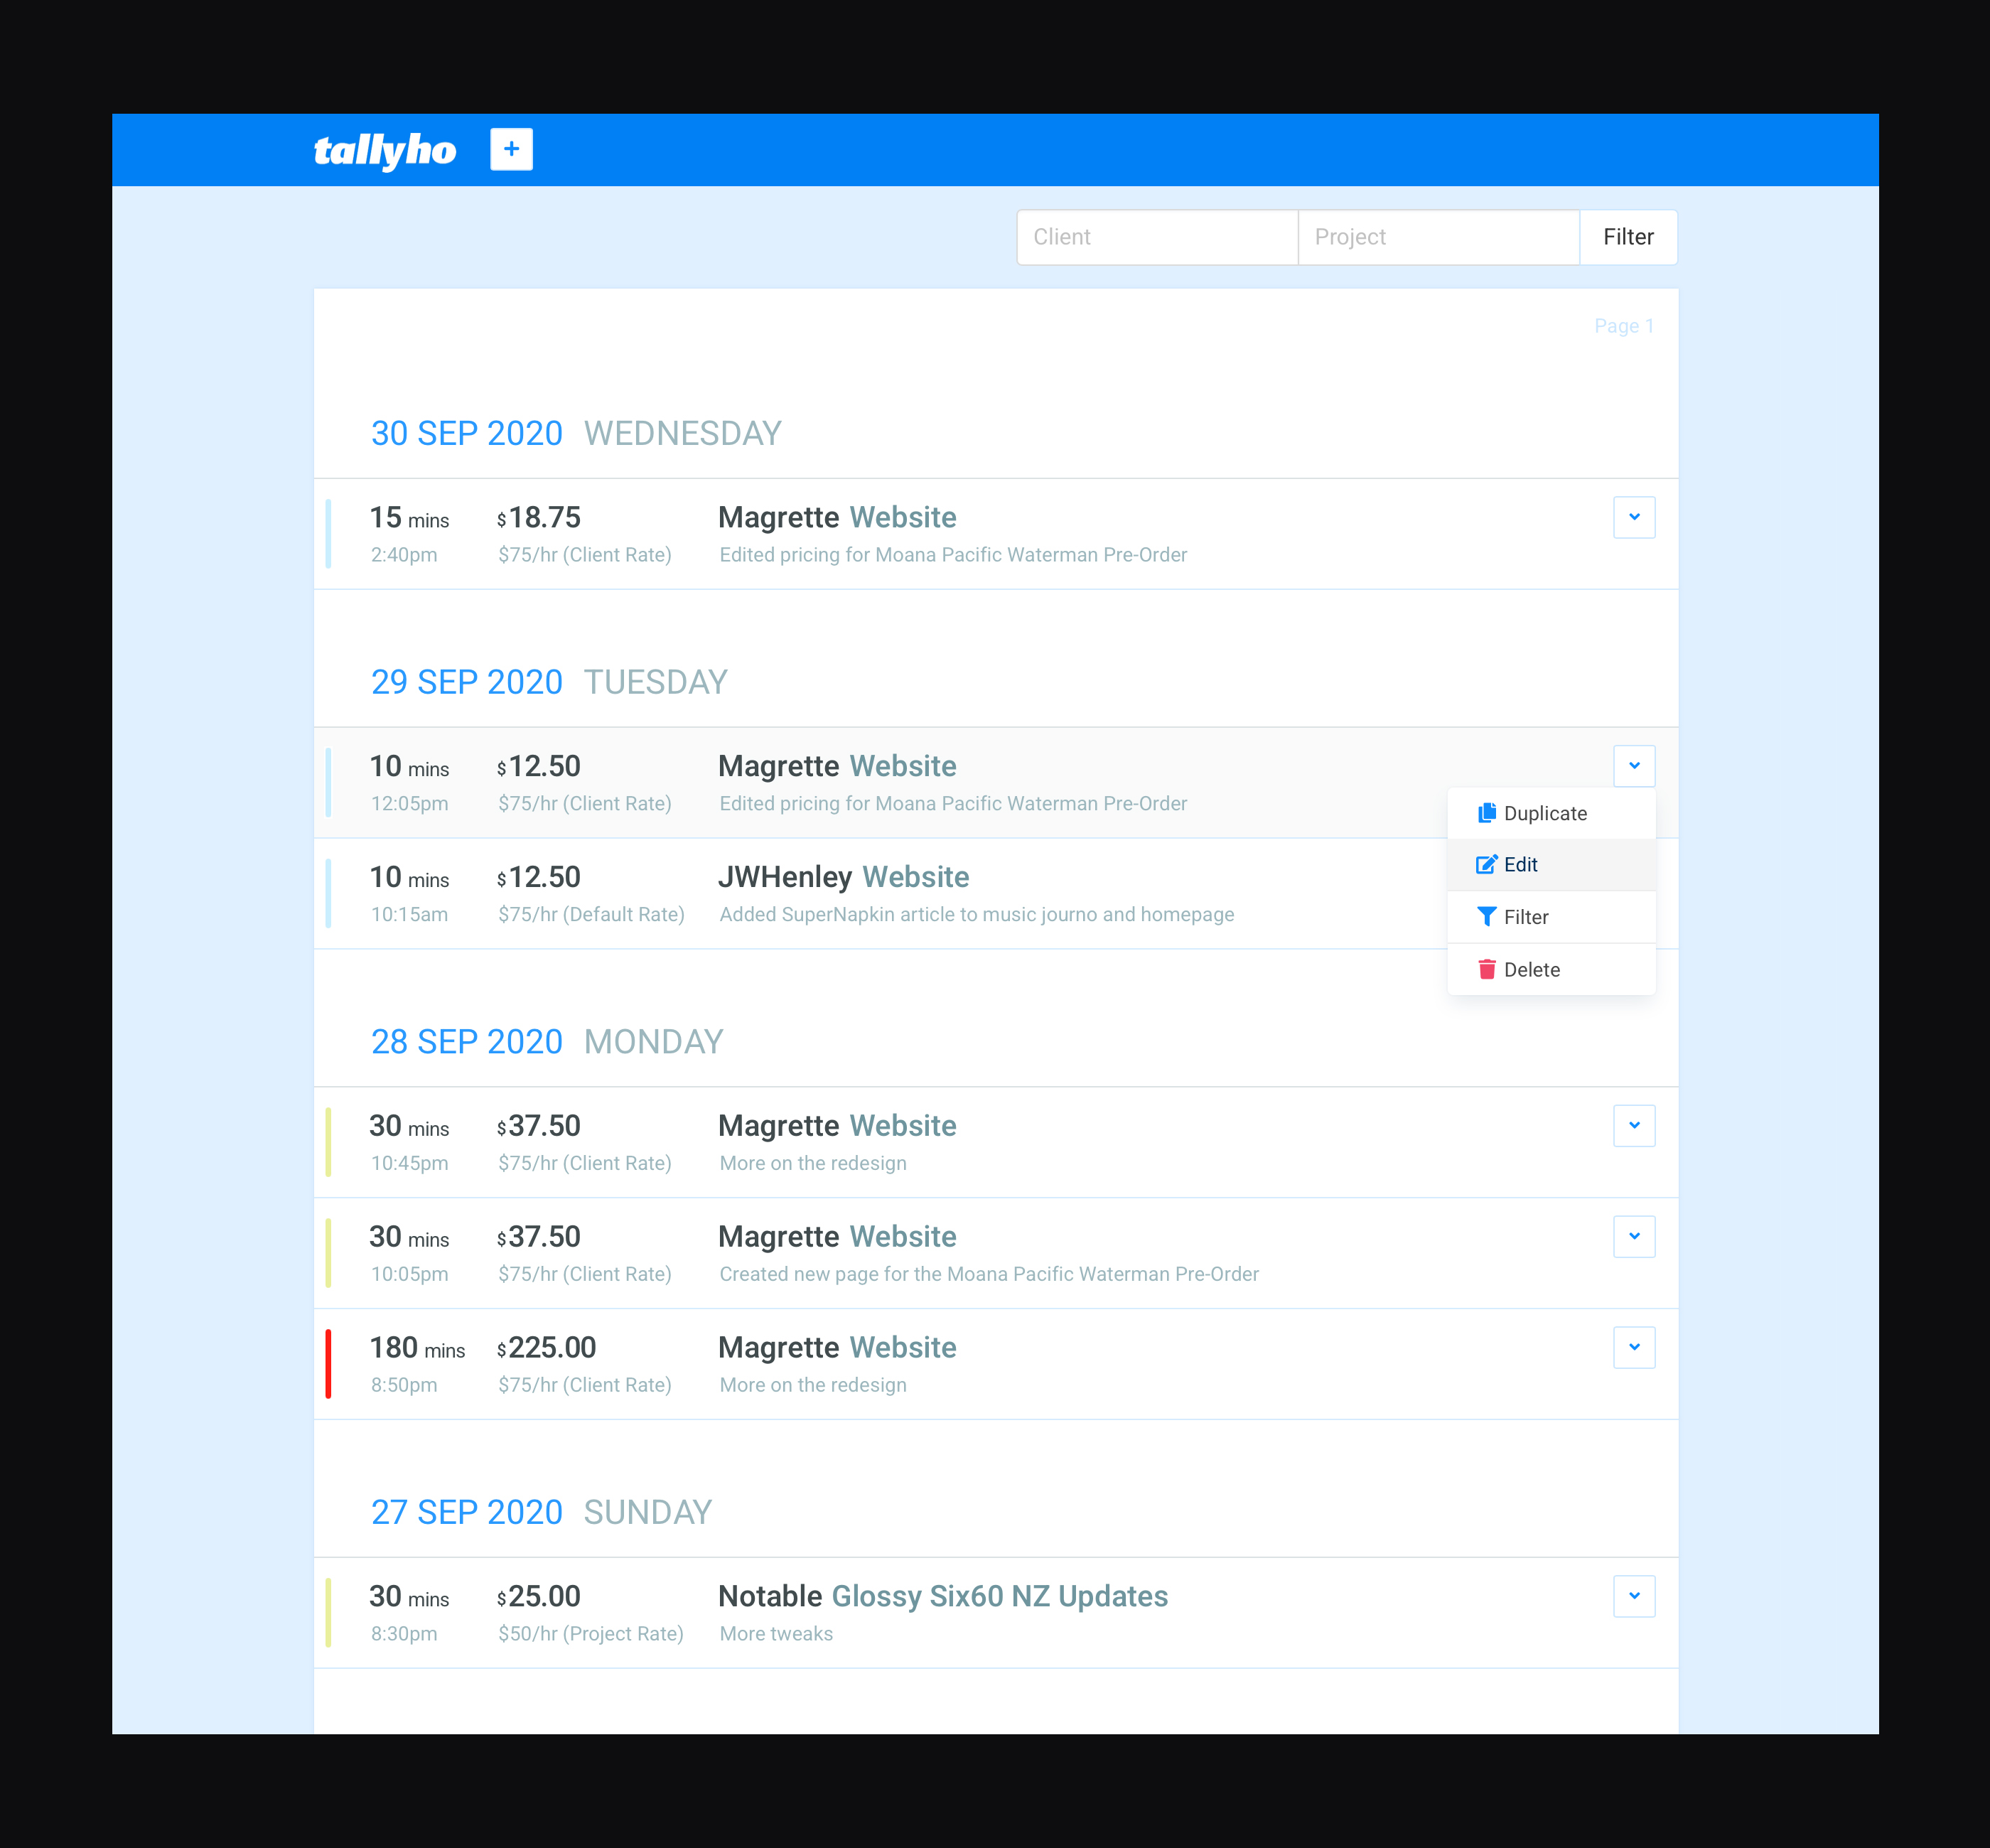 tallyho +
Client Project Filter
Page 1
30 SEP 2020 WEDNESDAY
15 mins $18.75 Magrette Website
2:40pm $75/hr (Client Rate) Edited pricing for Moana Pacific Waterman Pre-Order
29 SEP 2020 TUESDAY
10 mins $12.50 Magrette Website
12:05pm $75/hr (Client Rate) Edited pricing for Moana Pacific Waterman Pre-Order
Duplicate
Edit
Filter
Delete
10 mins $12.50 JWHenley Website
10:15am $75/hr (Default Rate) Added SuperNapkin article to music journo and homepage
28 SEP 2020 MONDAY
30 mins $37.50 Magrette Website
10:45pm $75/hr (Client Rate) More on the redesign
30 mins $37.50 Magrette Website
10:05pm $75/hr (Client Rate) Created new page for the Moana Pacific Waterman Pre-Order
180 mins $225.00 Magrette Website
8:50pm $75/hr (Client Rate) More on the redesign
27 SEP 2020 SUNDAY
30 mins $25.00 Notable Glossy Six60 NZ Updates
8:30pm $50/hr (Project Rate) More tweaks